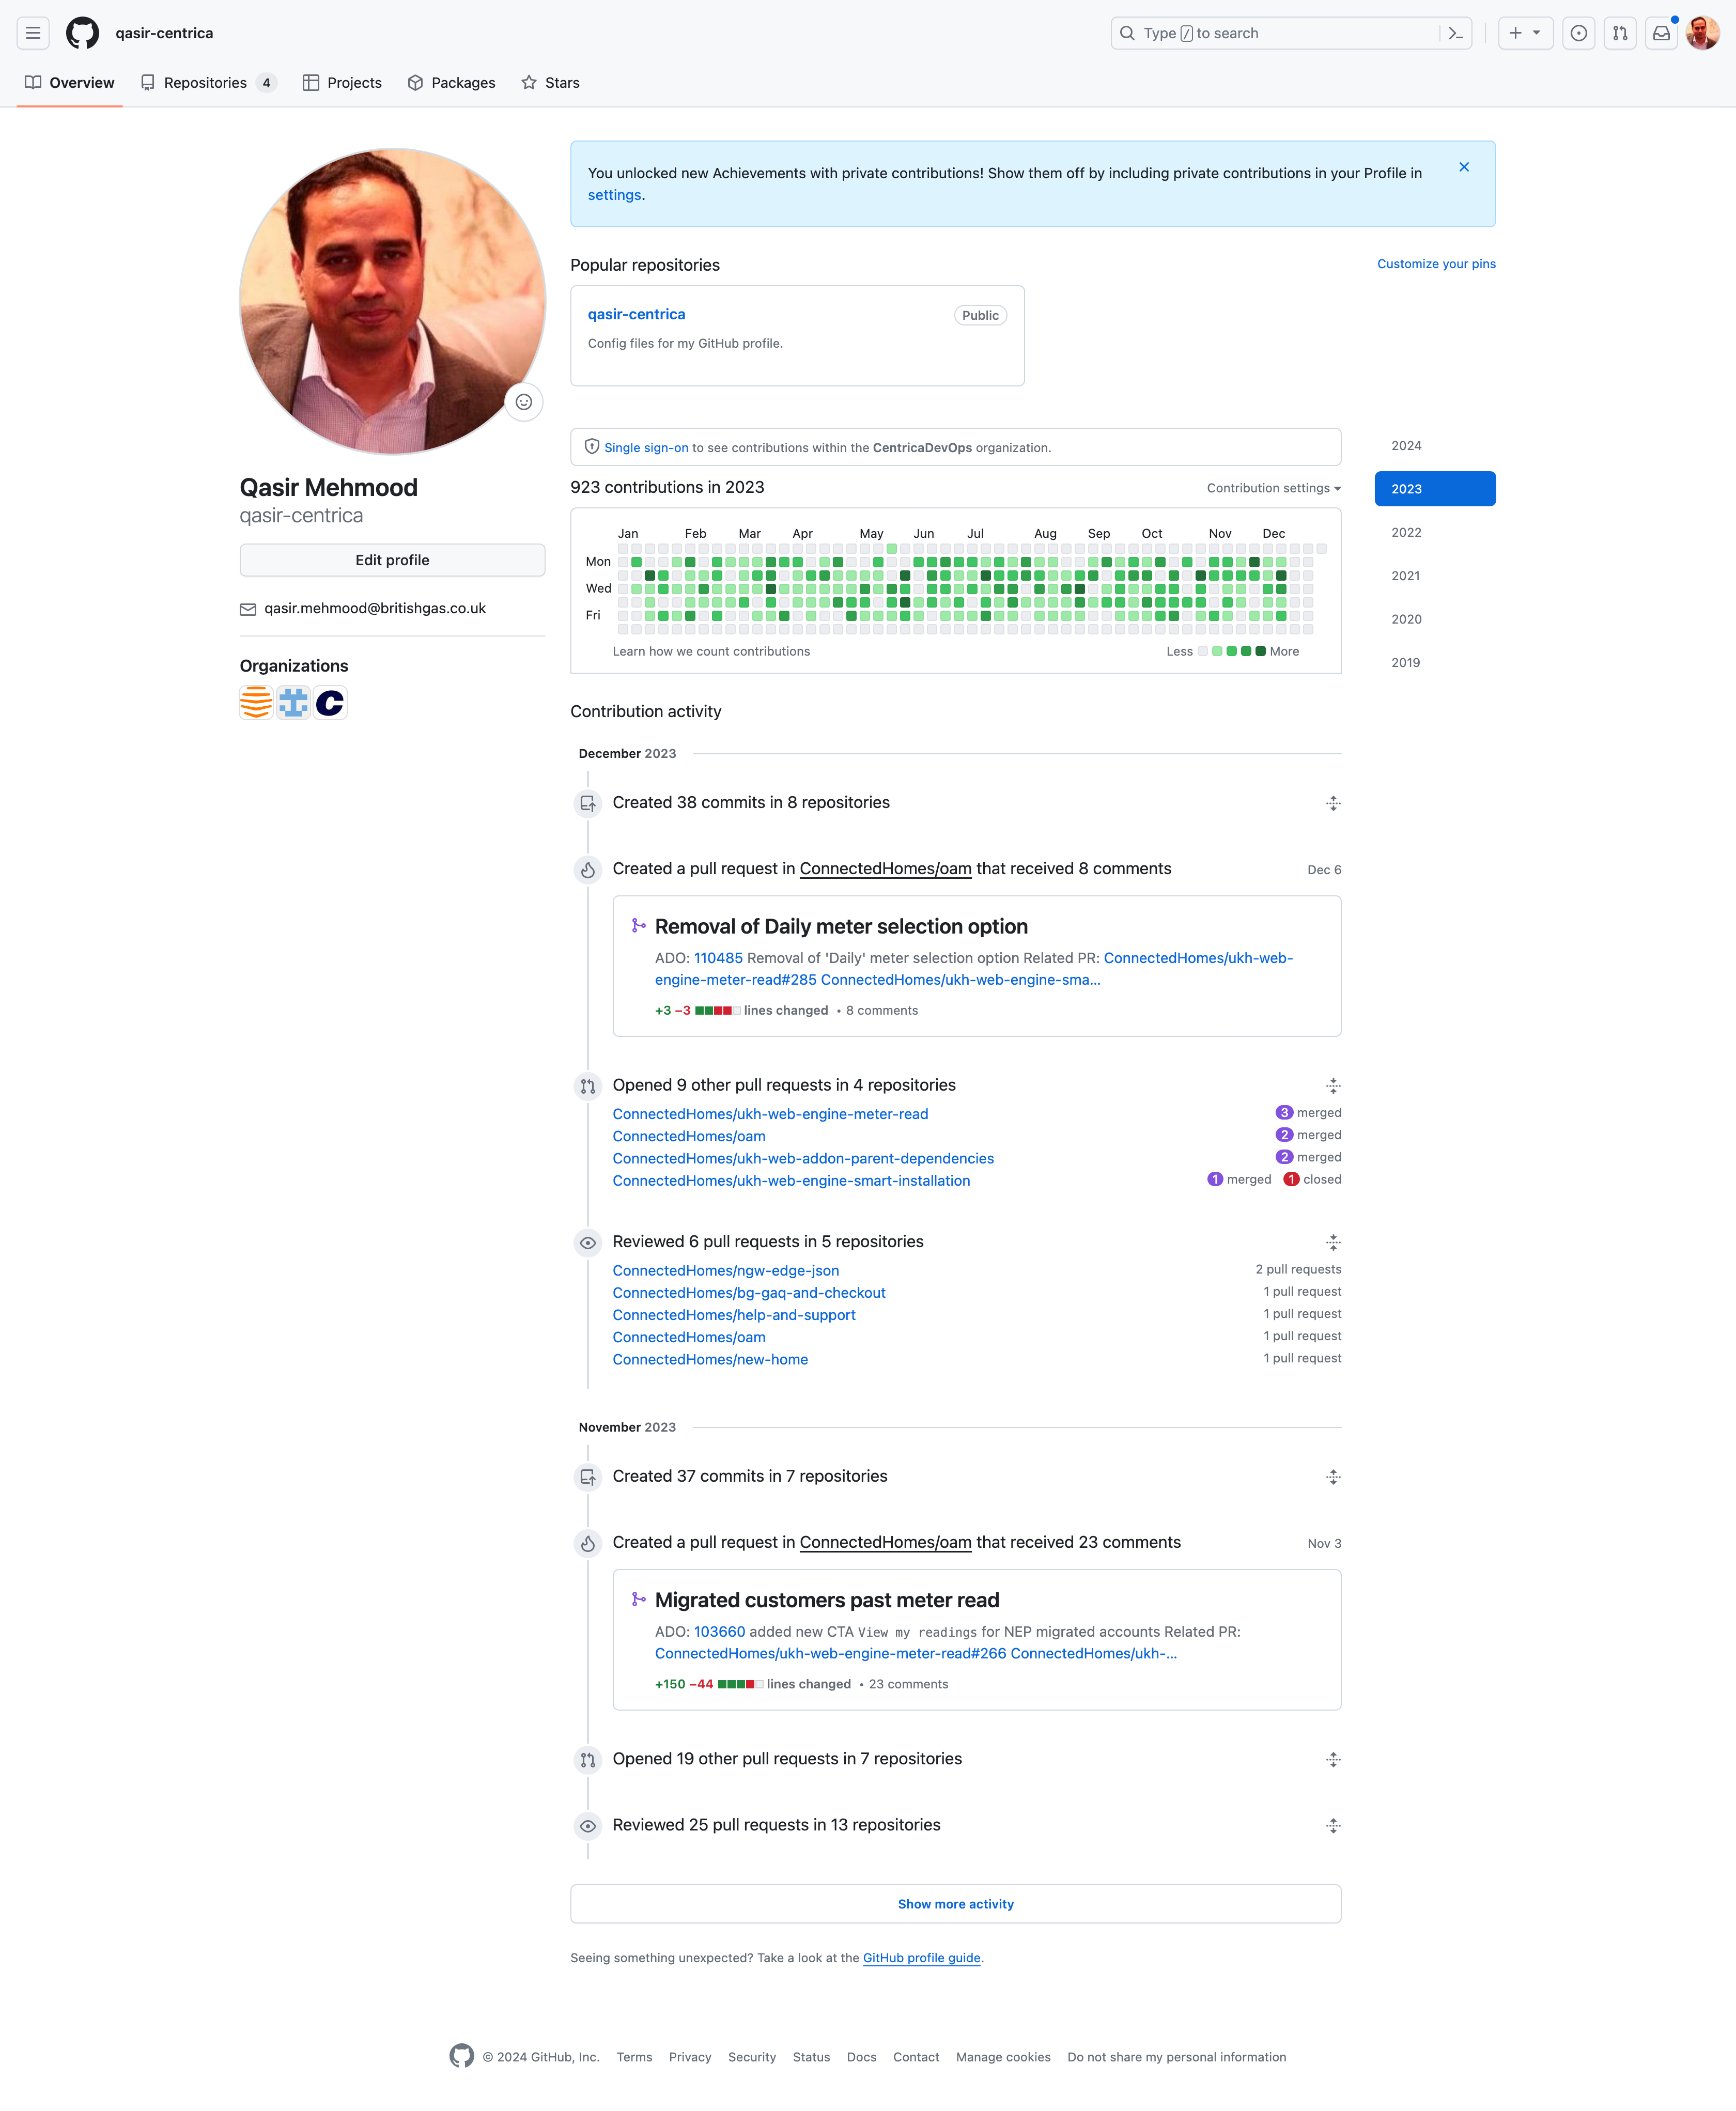 qasir-centrica
Type / to search
Overview
Repositories 4
Projects
Packages
Stars
You unlocked new Achievements with private contributions! Show them off by including private contributions in your Profile in
settings.
Qasir Mehmood
qasir-centrica
Edit profile
qasir.mehmood@britishgas.co.uk
Organizations
Popular repositories
Customize your pins
qasir-centrica
Public
Config files for my GitHub profile.
Single sign-on to see contributions within the CentricaDevOps organization.
923 contributions in 2023
Contribution settings
Jan Feb Mar Apr May Jun Jul Aug Sep Oct Nov Dec
Mon
Wed
Fri
Learn how we count contributions
Less More
2024
2023
2022
2021
2020
2019
Contribution activity
December 2023
Created 38 commits in 8 repositories
Created a pull request in ConnectedHomes/oam that received 8 comments Dec 6
Removal of Daily meter selection option
ADO: 110485 Removal of 'Daily' meter selection option Related PR: ConnectedHomes/ukh-web-
engine-meter-read#285 ConnectedHomes/ukh-web-engine-sma...
+3 −3 lines changed • 8 comments
Opened 9 other pull requests in 4 repositories
ConnectedHomes/ukh-web-engine-meter-read 3 merged
ConnectedHomes/oam 2 merged
ConnectedHomes/ukh-web-addon-parent-dependencies 2 merged
ConnectedHomes/ukh-web-engine-smart-installation 1 merged 1 closed
Reviewed 6 pull requests in 5 repositories
ConnectedHomes/ngw-edge-json 2 pull requests
ConnectedHomes/bg-gaq-and-checkout 1 pull request
ConnectedHomes/help-and-support 1 pull request
ConnectedHomes/oam 1 pull request
ConnectedHomes/new-home 1 pull request
November 2023
Created 37 commits in 7 repositories
Created a pull request in ConnectedHomes/oam that received 23 comments Nov 3
Migrated customers past meter read
ADO: 103660 added new CTA View my readings for NEP migrated accounts Related PR:
ConnectedHomes/ukh-web-engine-meter-read#266 ConnectedHomes/ukh-...
+150 −44 lines changed • 23 comments
Opened 19 other pull requests in 7 repositories
Reviewed 25 pull requests in 13 repositories
Show more activity
Seeing something unexpected? Take a look at the GitHub profile guide.
© 2024 GitHub, Inc. Terms Privacy Security Status Docs Contact Manage cookies Do not share my personal information